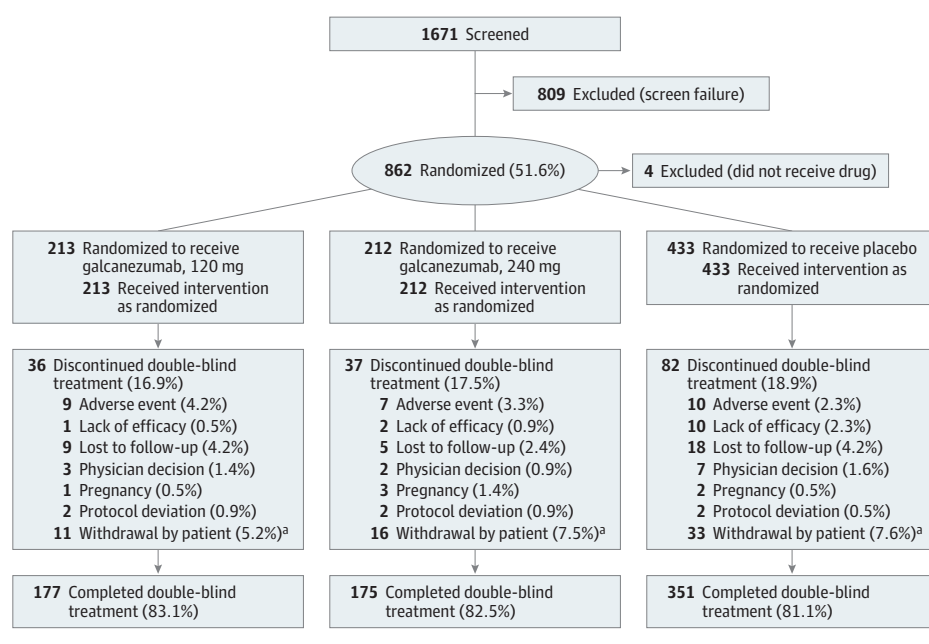 1671 Screened
809 Excluded (screen failure)
862 Randomized (51.6%)
4 Excluded (did not receive drug)
213 Randomized to receive
galcanezumab, 120 mg
213 Received intervention
as randomized
212 Randomized to receive
galcanezumab, 240 mg
212 Received intervention
as randomized
433 Randomized to receive placebo
433 Received intervention as
randomized
36 Discontinued double-blind
treatment (16.9%)
9 Adverse event (4.2%)
1 Lack of efficacy (0.5%)
9 Lost to follow-up (4.2%)
3 Physician decision (1.4%)
1 Pregnancy (0.5%)
2 Protocol deviation (0.9%)
11 Withdrawal by patient (5.2%)a
37 Discontinued double-blind
treatment (17.5%)
7 Adverse event (3.3%)
2 Lack of efficacy (0.9%)
5 Lost to follow-up (2.4%)
2 Physician decision (0.9%)
3 Pregnancy (1.4%)
2 Protocol deviation (0.9%)
16 Withdrawal by patient (7.5%)a
82 Discontinued double-blind
treatment (18.9%)
10 Adverse event (2.3%)
10 Lack of efficacy (2.3%)
18 Lost to follow-up (4.2%)
7 Physician decision (1.6%)
2 Pregnancy (0.5%)
2 Protocol deviation (0.5%)
33 Withdrawal by patient (7.6%)a
177 Completed double-blind
treatment (83.1%)
175 Completed double-blind
treatment (82.5%)
351 Completed double-blind
treatment (81.1%)